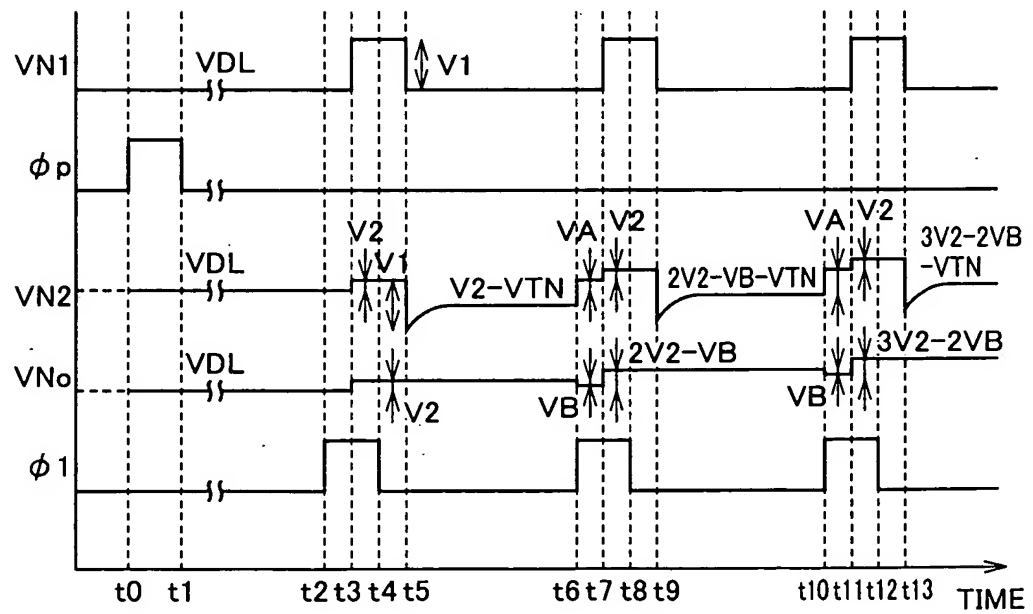 VN1
VDL
V1
φp
VN2
VDL
V2
V1
V2-VTN
VA
V2
2V2-VB-VTN
VA
V2
3V2-2VB
-VTN
VNo
VDL
V2
VB
2V2-VB
VB
3V2-2VB
φ1
t0 t1 t2 t3 t4 t5 t6 t7 t8 t9 t10 t11 t12 t13 TIME